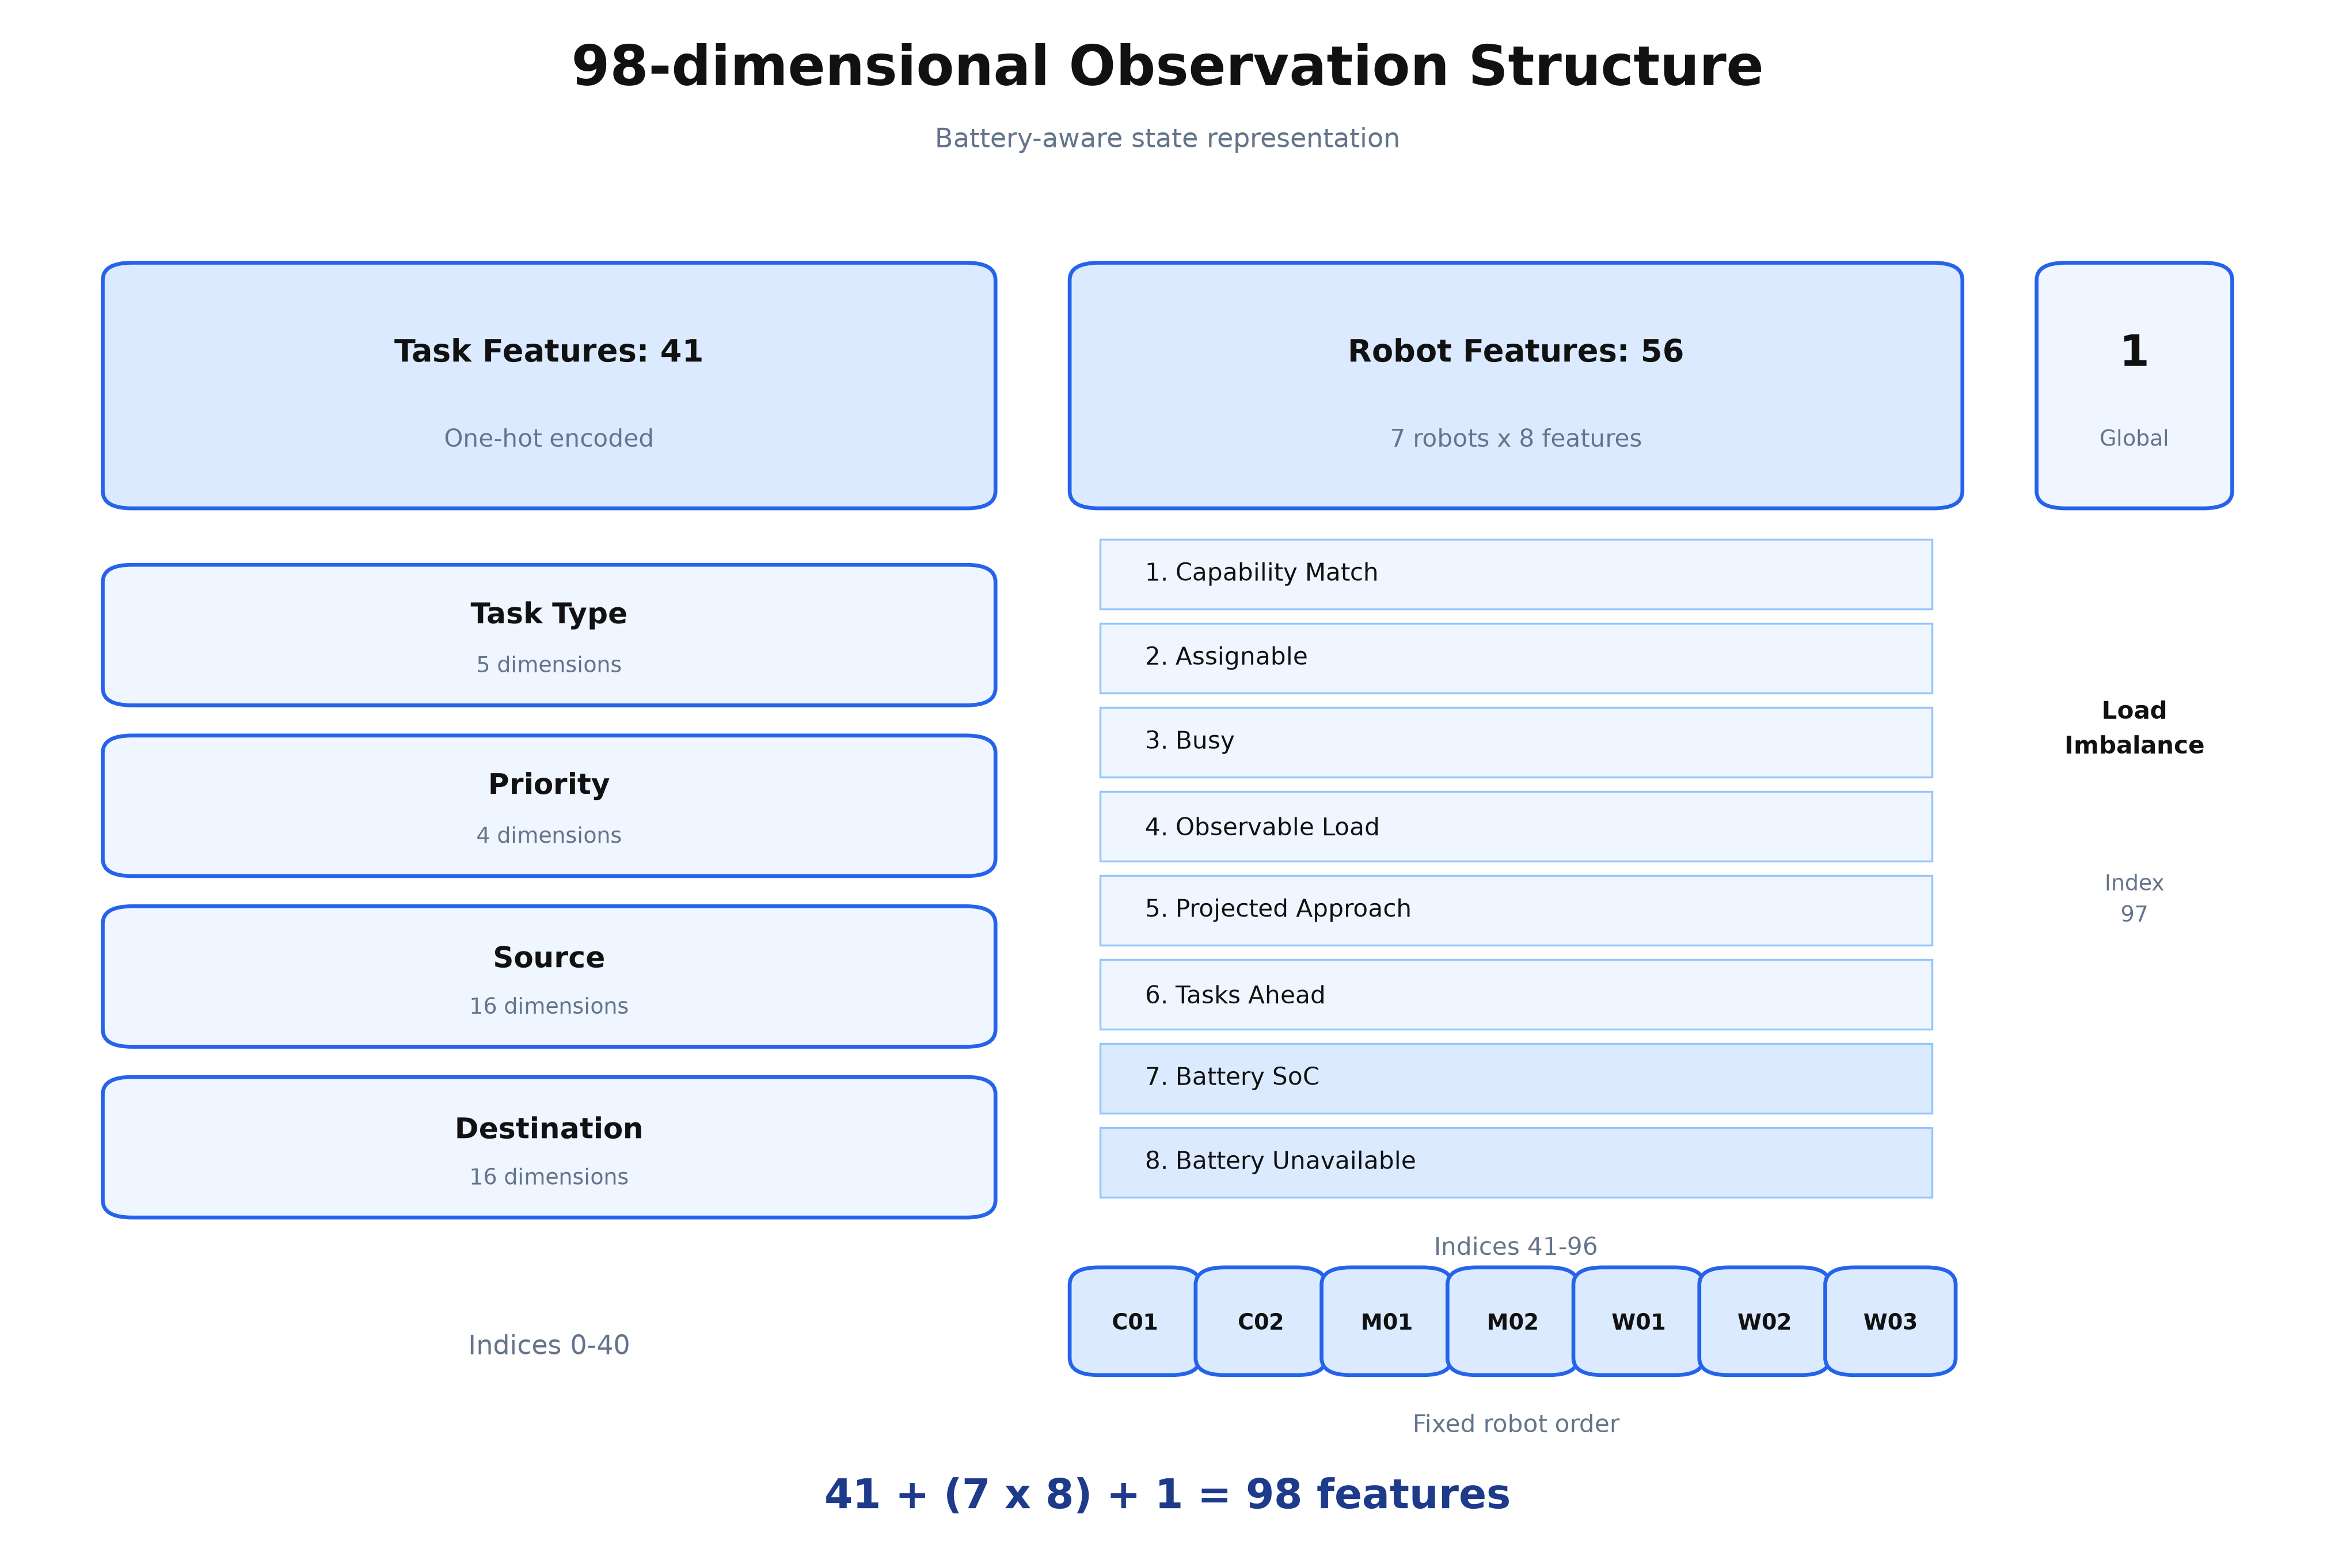 98-dimensional Observation Structure
Battery-aware state representation
Task Features: 41
One-hot encoded
Task Type
5 dimensions
Priority
4 dimensions
Source
16 dimensions
Destination
16 dimensions
Indices 0-40
Robot Features: 56
7 robots x 8 features
1. Capability Match
2. Assignable
3. Busy
4. Observable Load
5. Projected Approach
6. Tasks Ahead
7. Battery SoC
8. Battery Unavailable
Indices 41-96
C01
C02
M01
M02
W01
W02
W03
Fixed robot order
1
Global
Load
Imbalance
Index
97
41 + (7 x 8) + 1 = 98 features